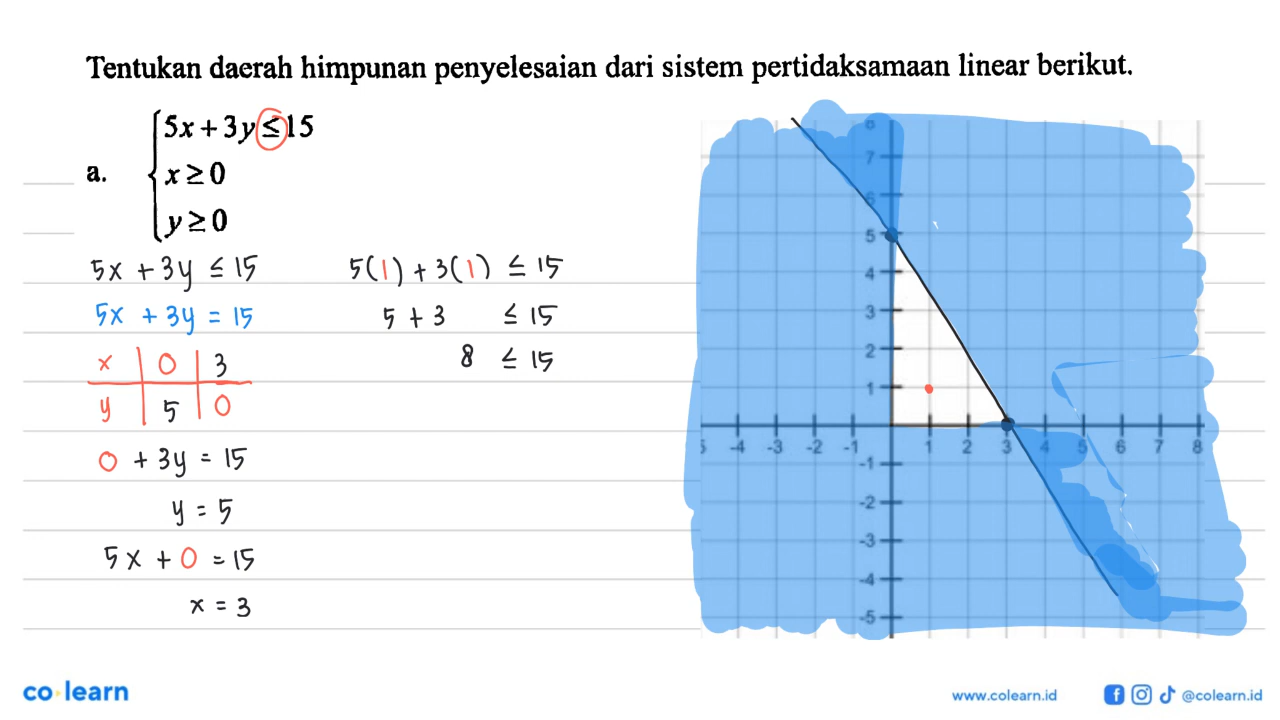 Tentukan daerah himpunan penyelesaian dari sistem pertidaksamaan linear berikut.
a.
5x + 3y ≤ 15
x ≥ 0
y ≥ 0
5x + 3y ≤ 15
5x + 3y = 15
x 0 3
y 5 0
0 + 3y = 15
y = 5
5x + 0 = 15
x = 3
5(1) + 3(1) ≤ 15
5 + 3 ≤ 15
8 ≤ 15
8
7
6
5
4
3
2
1
5 -4 -3 -2 -1 1 2 3 4 5 6 7 8
-1
-2
-3
-4
-5
co learn
www.colearn.id
@colearn.id